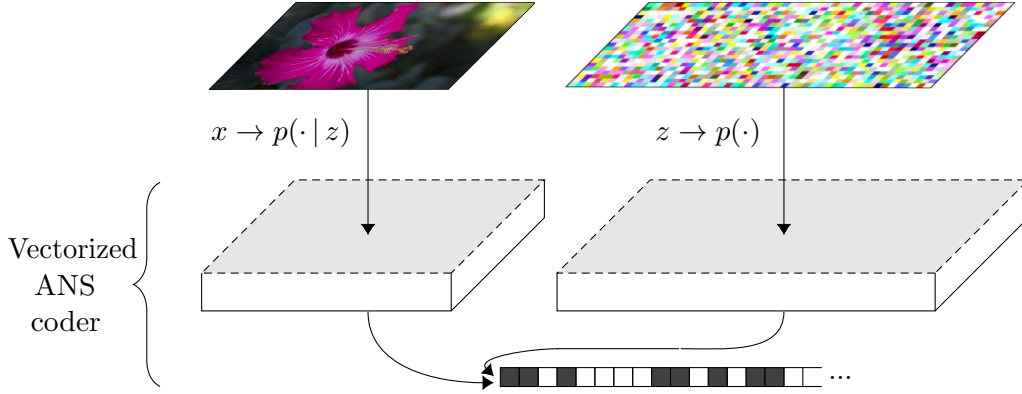 x → p(· | z)
z → p(·)
Vectorized
ANS
coder
...